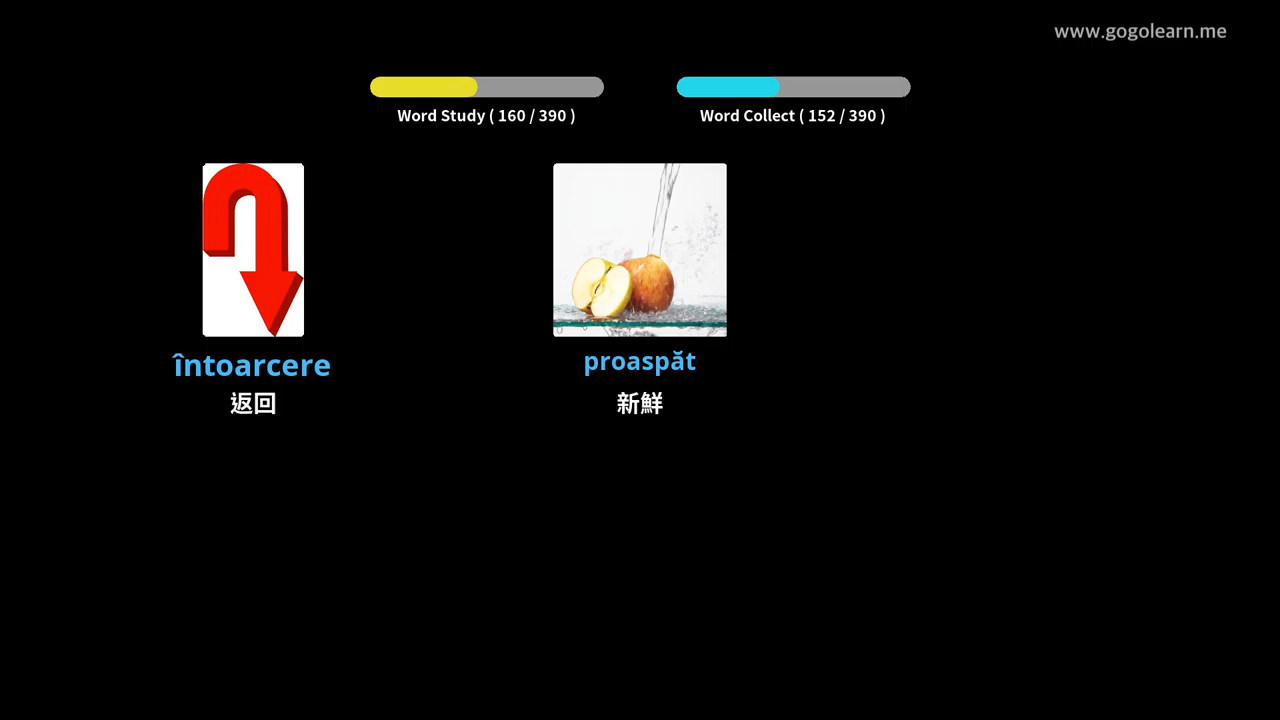 www.gogolearn.me
Word Study ( 160 / 390 )
Word Collect ( 152 / 390 )
întoarcere
返回
proaspăt
新鮮